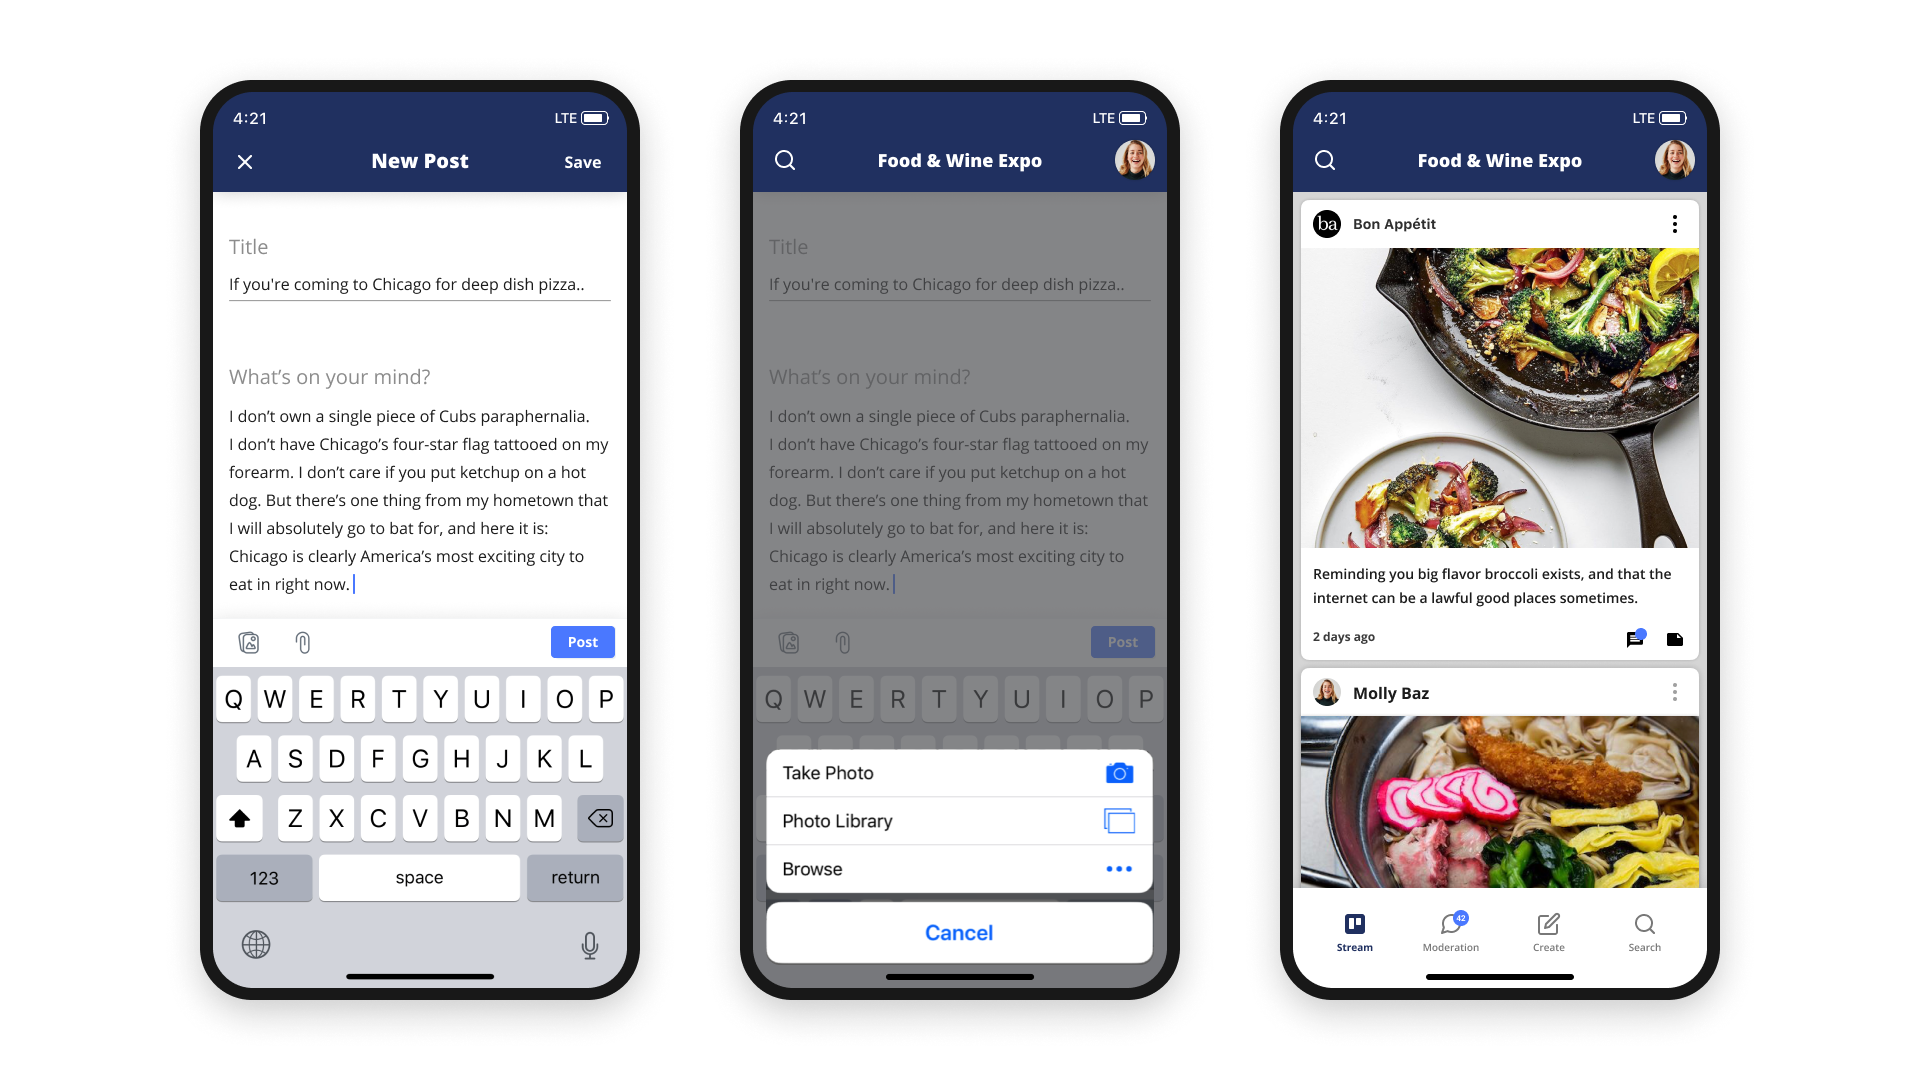 4:21
LTE
New Post
Save
Title
If you're coming to Chicago for deep dish pizza..
What's on your mind?
I don't own a single piece of Cubs paraphernalia.
I don't have Chicago's four-star flag tattooed on my
forearm. I don't care if you put ketchup on a hot
dog. But there's one thing from my hometown that
I will absolutely go to bat for, and here it is:
Chicago is clearly America's most exciting city to
eat in right now.
Post
Q W E R T Y U I O P
A S D F G H J K L
Z X C V B N M
123 space return
4:21
LTE
Food & Wine Expo
Title
If you're coming to Chicago for deep dish pizza..
What's on your mind?
I don't own a single piece of Cubs paraphernalia.
I don't have Chicago's four-star flag tattooed on my
forearm. I don't care if you put ketchup on a hot
dog. But there's one thing from my hometown that
I will absolutely go to bat for, and here it is:
Chicago is clearly America's most exciting city to
eat in right now.
Post
Q W E R T Y U I O P
Take Photo
Photo Library
Browse
Cancel
4:21
LTE
Food & Wine Expo
ba
Bon Appétit
Reminding you big flavor broccoli exists, and that the
internet can be a lawful good places sometimes.
2 days ago
Molly Baz
42
Stream Moderation Create Search